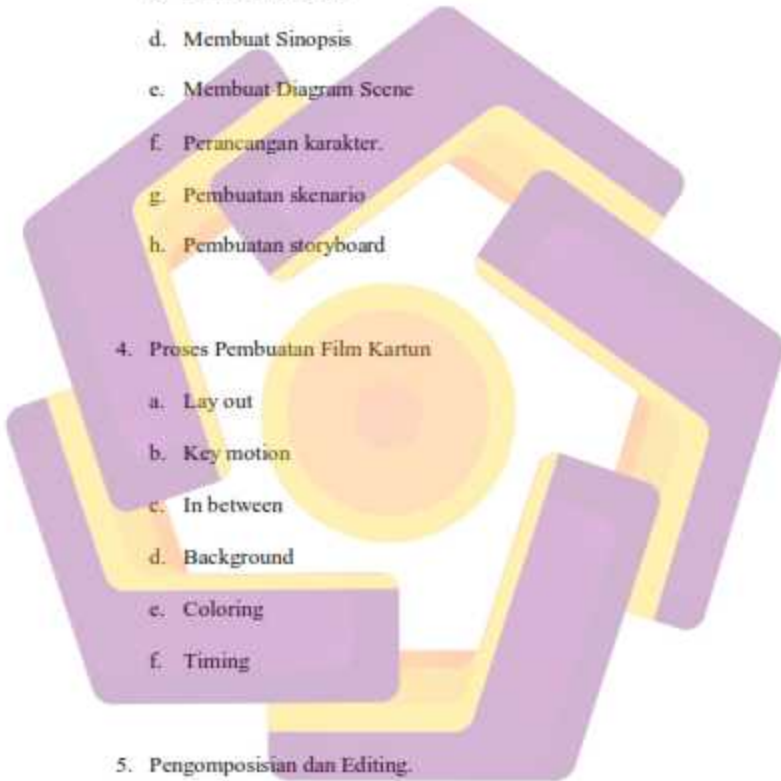 d. Membuat Sinopsis
e. Membuat Diagram Scene
f. Perancangan karakter.
g. Pembuatan skenario
h. Pembuatan storyboard
4. Proses Pembuatan Film Kartun
a. Lay out
b. Key motion
c. In between
d. Background
e. Coloring
f. Timing
5. Pengomposisian dan Editing.